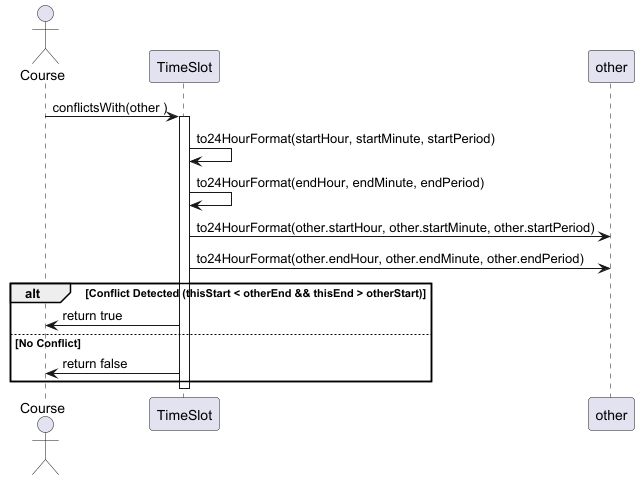 Course
TimeSlot
other
conflictsWith(other )
to24HourFormat(startHour, startMinute, startPeriod)
to24HourFormat(endHour, endMinute, endPeriod)
to24HourFormat(other.startHour, other.startMinute, other.startPeriod)
to24HourFormat(other.endHour, other.endMinute, other.endPeriod)
alt [Conflict Detected (thisStart < otherEnd && thisEnd > otherStart)]
return true
[No Conflict]
return false
Course
TimeSlot
other